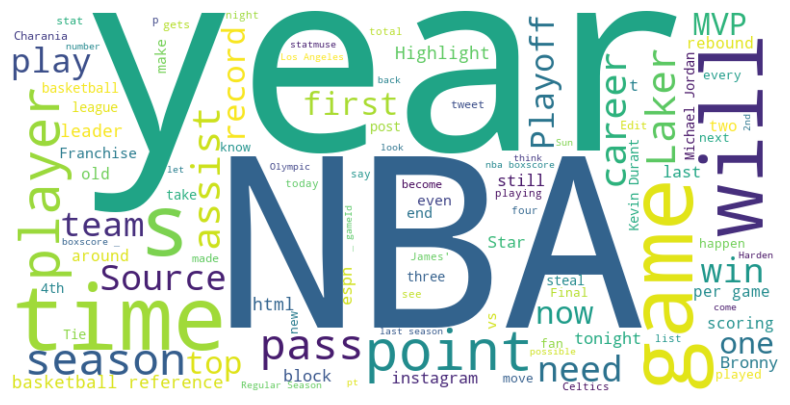 year
NBA
will
time
game
s
point
player
play
Source
season
pass
team
assist
record
first
Playoff
career
Laker
MVP
win
now
need
one
top
Highlight
Michael Jordan
Kevin Durant
Charania
stat
p
gets
night
make
statmuse
Los Angeles
total
number
basketball
league
leader
Franchise
old
know
take
let
Olympic
today
post
tweet
back
look
say
think
nba boxscore
become
even
playing
still
Sun
Edit
t
two
every
2nd
next
rebound
last
happen
Harden
come
per game
scoring
list
Bronny
played
boxscore _
around
made
4th
Tie
html
new
espn
_ gameId
end
James'
three
see
four
Star
vs
steal
Final
tonight
fan
possible
last season
block
instagram
move
Celtics
pt
Regular Season
basketball reference